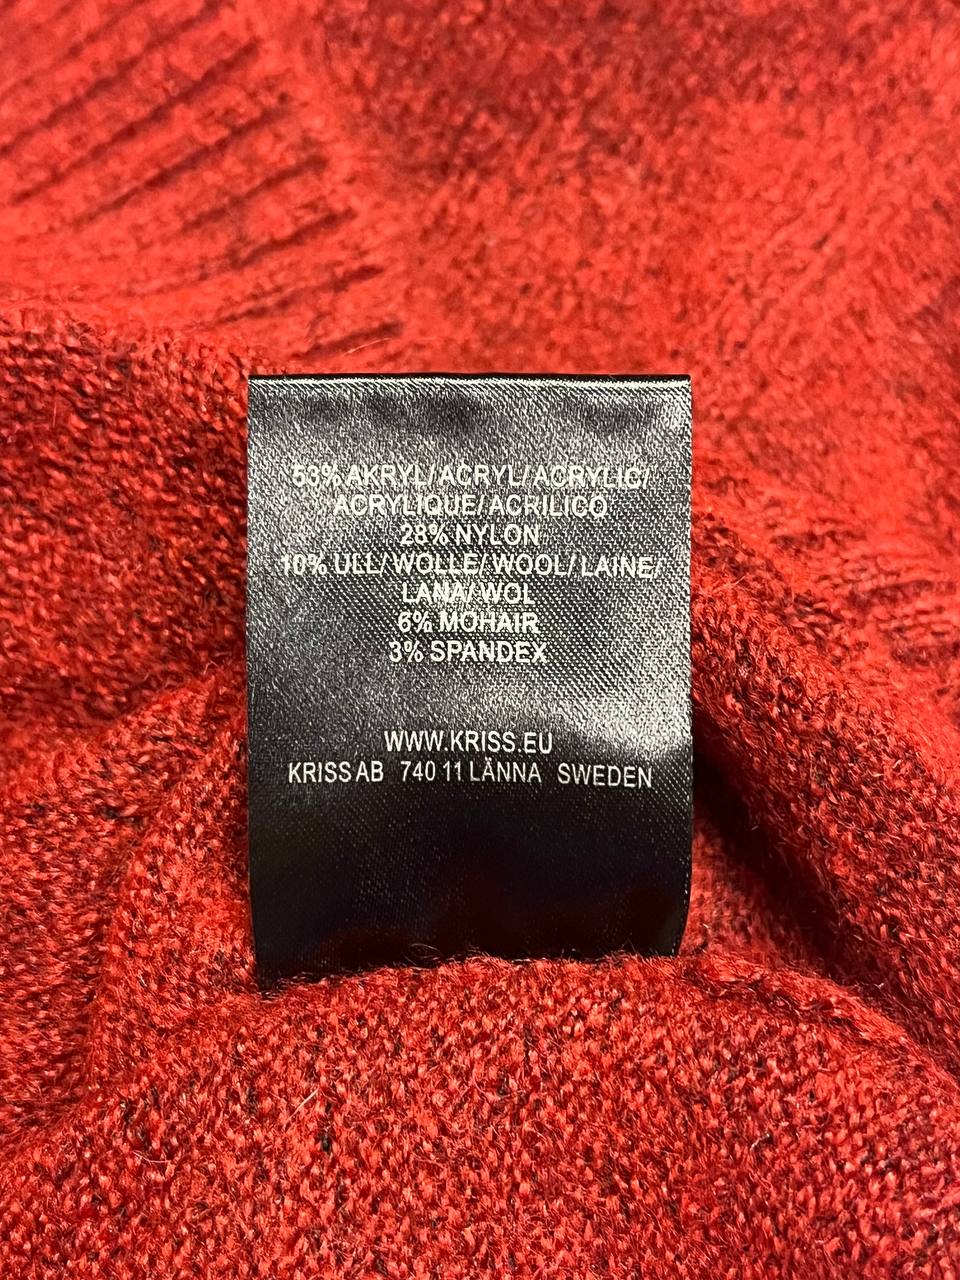 53% AKRYL/ACRYL/ACRYLIC/
ACRYLIQUE/ACRILICO
28% NYLON
10% ULL/WOLLE/WOOL/LAINE/
LANA/WOL
6% MOHAIR
3% SPANDEX
WWW.KRISS.EU
KRISS AB 740 11 LÄNNA SWEDEN